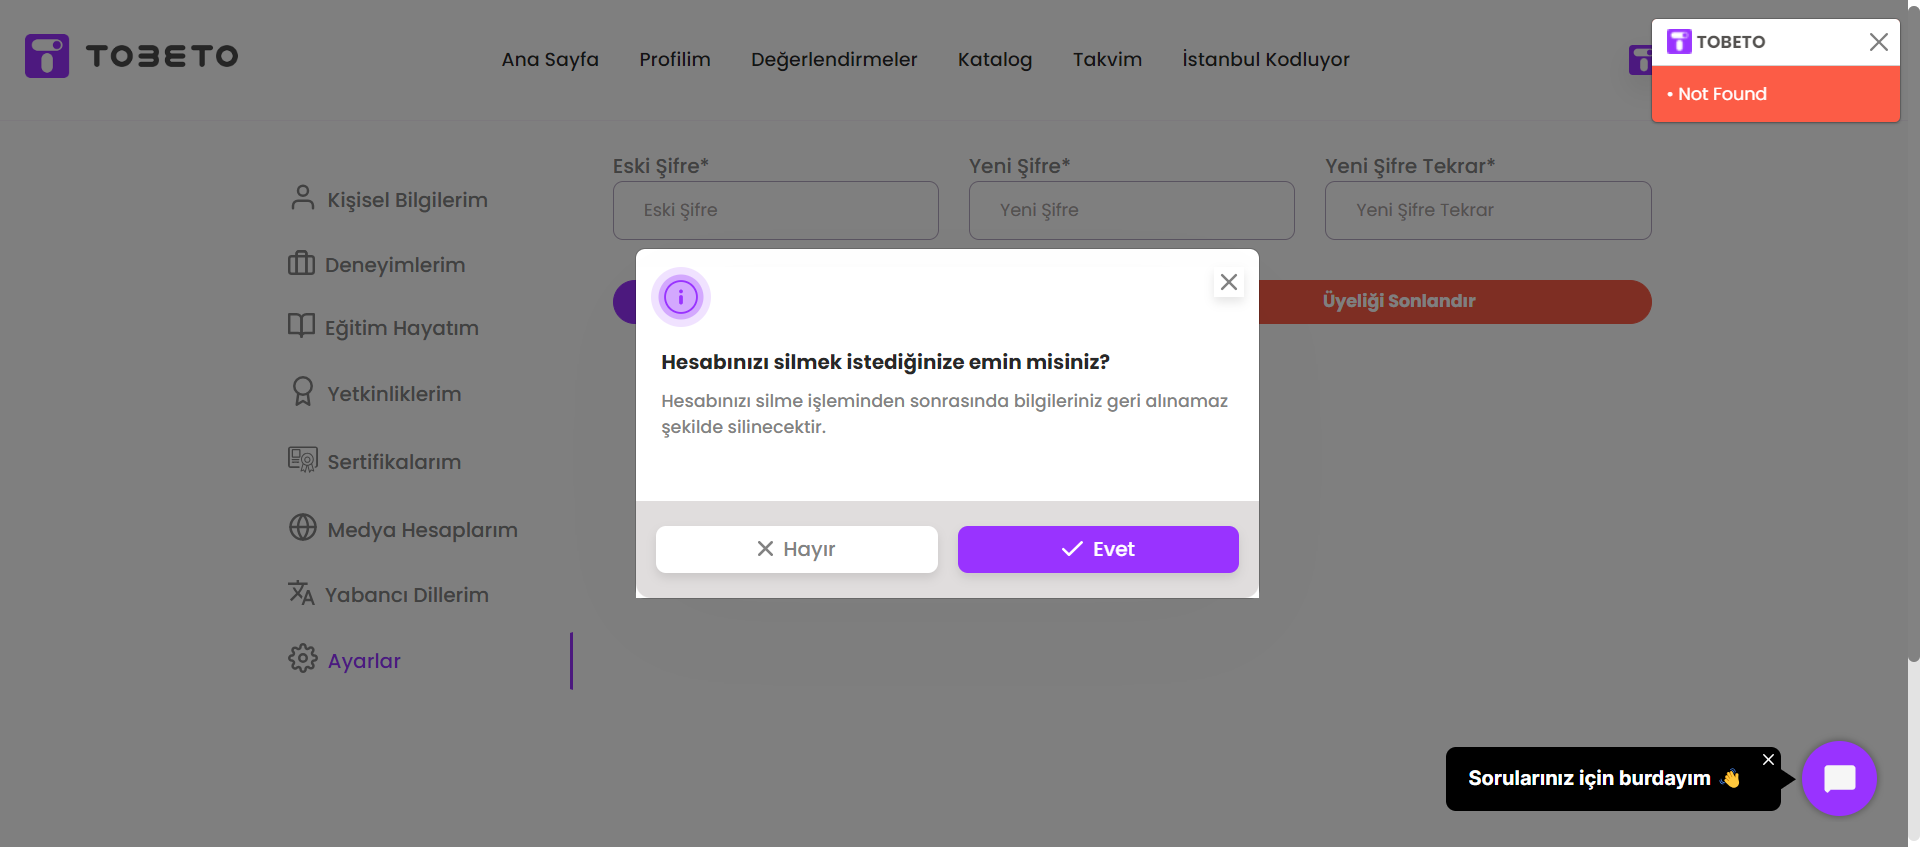 TOBETO
Ana Sayfa
Profilim
Değerlendirmeler
Katalog
Takvim
İstanbul Kodluyor
TOBETO
• Not Found
Kişisel Bilgilerim
Deneyimlerim
Eğitim Hayatım
Yetkinliklerim
Sertifikalarım
Medya Hesaplarım
Yabancı Dillerim
Ayarlar
Eski Şifre*
Yeni Şifre*
Yeni Şifre Tekrar*
Eski Şifre
Yeni Şifre
Yeni Şifre Tekrar
Üyeliği Sonlandır
Hesabınızı silmek istediğinize emin misiniz?
Hesabınızı silme işleminden sonrasında bilgileriniz geri alınamaz
şekilde silinecektir.
Hayır
Evet
Sorularınız için burdayım 👋